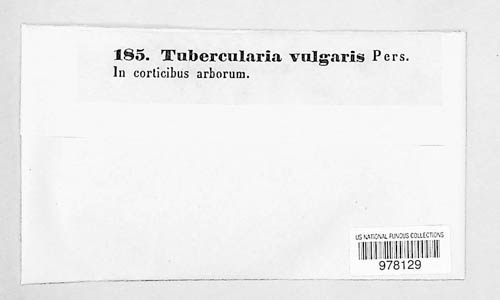 185. Tubercularia vulgaris Pers.
In corticibus arborum.
US NATIONAL FUNGUS COLLECTIONS
978129